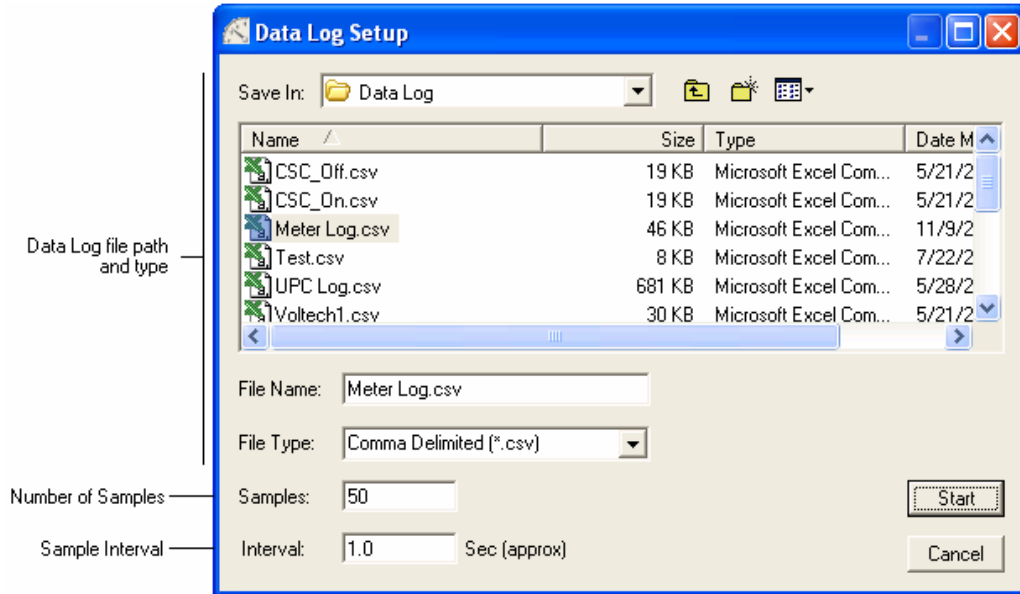 Data Log Setup
Save In: Data Log
Name Size Type Date M
CSC_Off.csv 19 KB Microsoft Excel Com... 5/21/2
CSC_On.csv 19 KB Microsoft Excel Com... 5/21/2
Meter Log.csv 46 KB Microsoft Excel Com... 11/9/2
Test.csv 8 KB Microsoft Excel Com... 7/22/2
UPC Log.csv 681 KB Microsoft Excel Com... 5/28/2
Voltech1.csv 30 KB Microsoft Excel Com... 5/21/2
Data Log file path
and type
File Name: Meter Log.csv
File Type: Comma Delimited (*.csv)
Number of Samples
Samples: 50
Start
Sample Interval
Interval: 1.0 Sec (approx)
Cancel